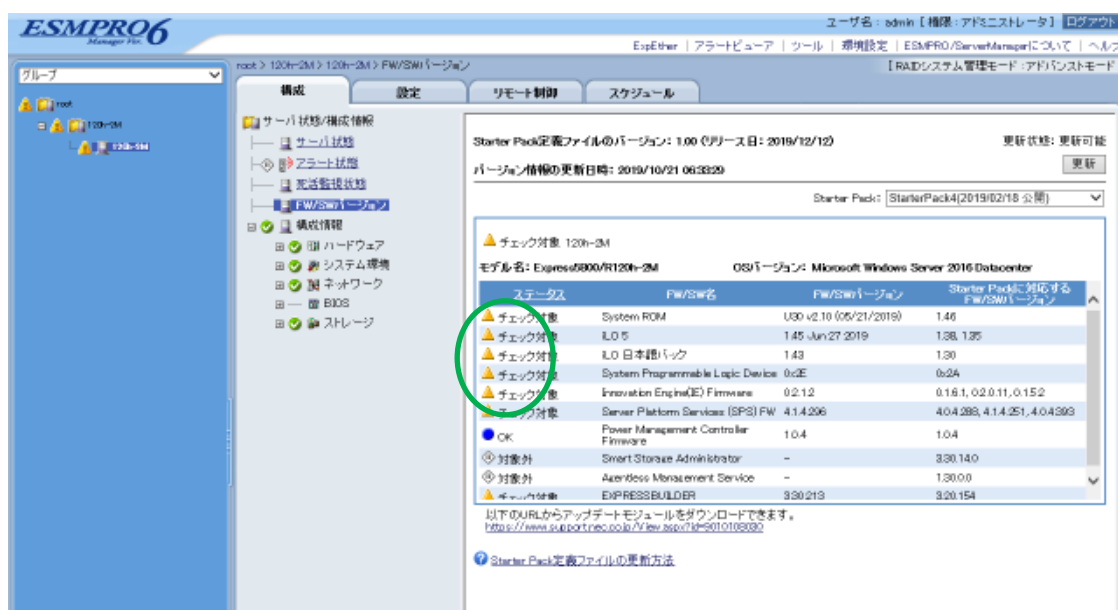 ESMPRO6
Manager Ver.
ユーザ名 : admin [ 権限 : アドミニストレータ ] ログアウト
ExpEther | アラートビューア | ツール | 環境設定 | ESMPRO/ServerManagerについて | ヘルプ
グループ
root > 120h-2M > 120h-2M > FW/SWバージョン
[ RAIDシステム管理モード : アドバンストモード
root
120h-2M
120h-2M
構成 設定 リモート制御 スケジュール
サーバ状態/構成情報
サーバ状態
アラート状態
死活監視状態
FW/SWバージョン
構成情報
ハードウェア
システム環境
ネットワーク
BIOS
ストレージ
Starter Pack定義ファイルのバージョン: 1.00 (リリース日: 2019/12/12) 更新状態: 更新可能
バージョン情報の更新日時: 2019/10/21 06:33:29 更新
Starter Pack: StarterPack4(2019/02/18 公開)
チェック対象 120h-2M
モデル名: Express5800/R120h-2M OSバージョン: Microsoft Windows Server 2016 Datacenter
ステータス FW/SW名 FW/SWバージョン Starter Packに対応するFW/SWバージョン
チェック対象 System ROM U30 v2.10 (05/21/2019) 1.46
チェック対象 iLO 5 1.45 Jun 27 2019 1.38, 1.35
チェック対象 iLO 日本語パック 1.43 1.30
チェック対象 System Programmable Logic Device 0x2E 0x2A
チェック対象 Innovation Engine(IE) Firmware 0.2.1.2 0.1.6.1, 0.2.0.11, 0.1.5.2
チェック対象 Server Platform Services (SPS) FW 4.1.4.296 4.0.4.288, 4.1.4.251, 4.0.4.393
OK Power Management Controller Firmware 1.0.4 1.0.4
対象外 Smart Storage Administrator - 3.30.14.0
対象外 Agentless Management Service - 1.30.0.0
チェック対象 EXPRESSBUILDER 3.30.213 3.20.154
以下のURLからアップデートモジュールをダウンロードできます。
https://www.support.nec.co.jp/View.aspx?id=9010108030
Starter Pack定義ファイルの更新方法